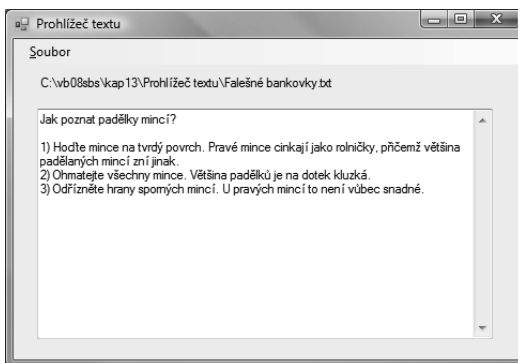 Prohlížeč textu
Soubor
C:\vb08sbs\kap13\Prohlížeč textu\Falešné bankovky.txt
Jak poznat padělky mincí?
1) Hoďte mince na tvrdý povrch. Pravé mince cinkají jako rolničky, přičemž většina
padělaných mincí zní jinak.
2) Ohmatejte všechny mince. Většina padělků je na dotek kluzká.
3) Odřízněte hrany sporných mincí. U pravých mincí to není vůbec snadné.